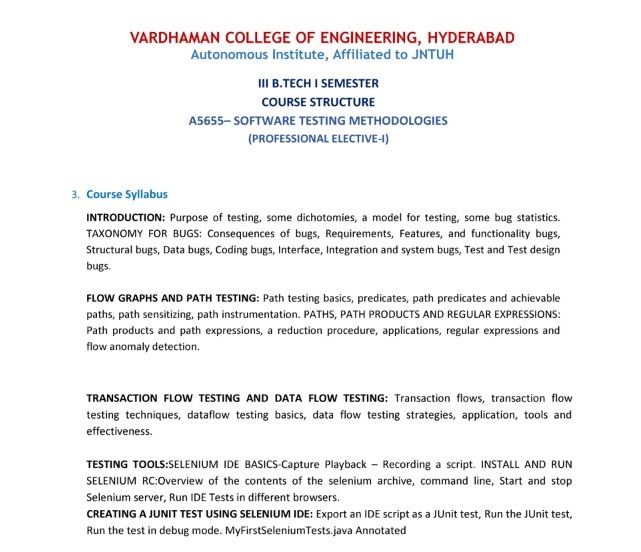 VARDHAMAN COLLEGE OF ENGINEERING, HYDERABAD
Autonomous Institute, Affiliated to JNTUH
III B.TECH I SEMESTER
COURSE STRUCTURE
A5655– SOFTWARE TESTING METHODOLOGIES
(PROFESSIONAL ELECTIVE-I)
3. Course Syllabus
INTRODUCTION: Purpose of testing, some dichotomies, a model for testing, some bug statistics.
TAXONOMY FOR BUGS: Consequences of bugs, Requirements, Features, and functionality bugs,
Structural bugs, Data bugs, Coding bugs, Interface, Integration and system bugs, Test and Test design
bugs.
FLOW GRAPHS AND PATH TESTING: Path testing basics, predicates, path predicates and achievable
paths, path sensitizing, path instrumentation. PATHS, PATH PRODUCTS AND REGULAR EXPRESSIONS:
Path products and path expressions, a reduction procedure, applications, regular expressions and
flow anomaly detection.
TRANSACTION FLOW TESTING AND DATA FLOW TESTING: Transaction flows, transaction flow
testing techniques, dataflow testing basics, data flow testing strategies, application, tools and
effectiveness.
TESTING TOOLS:SELENIUM IDE BASICS-Capture Playback – Recording a script. INSTALL AND RUN
SELENIUM RC:Overview of the contents of the selenium archive, command line, Start and stop
Selenium server, Run IDE Tests in different browsers.
CREATING A JUNIT TEST USING SELENIUM IDE: Export an IDE script as a JUnit test, Run the JUnit test,
Run the test in debug mode. MyFirstSeleniumTests.java Annotated